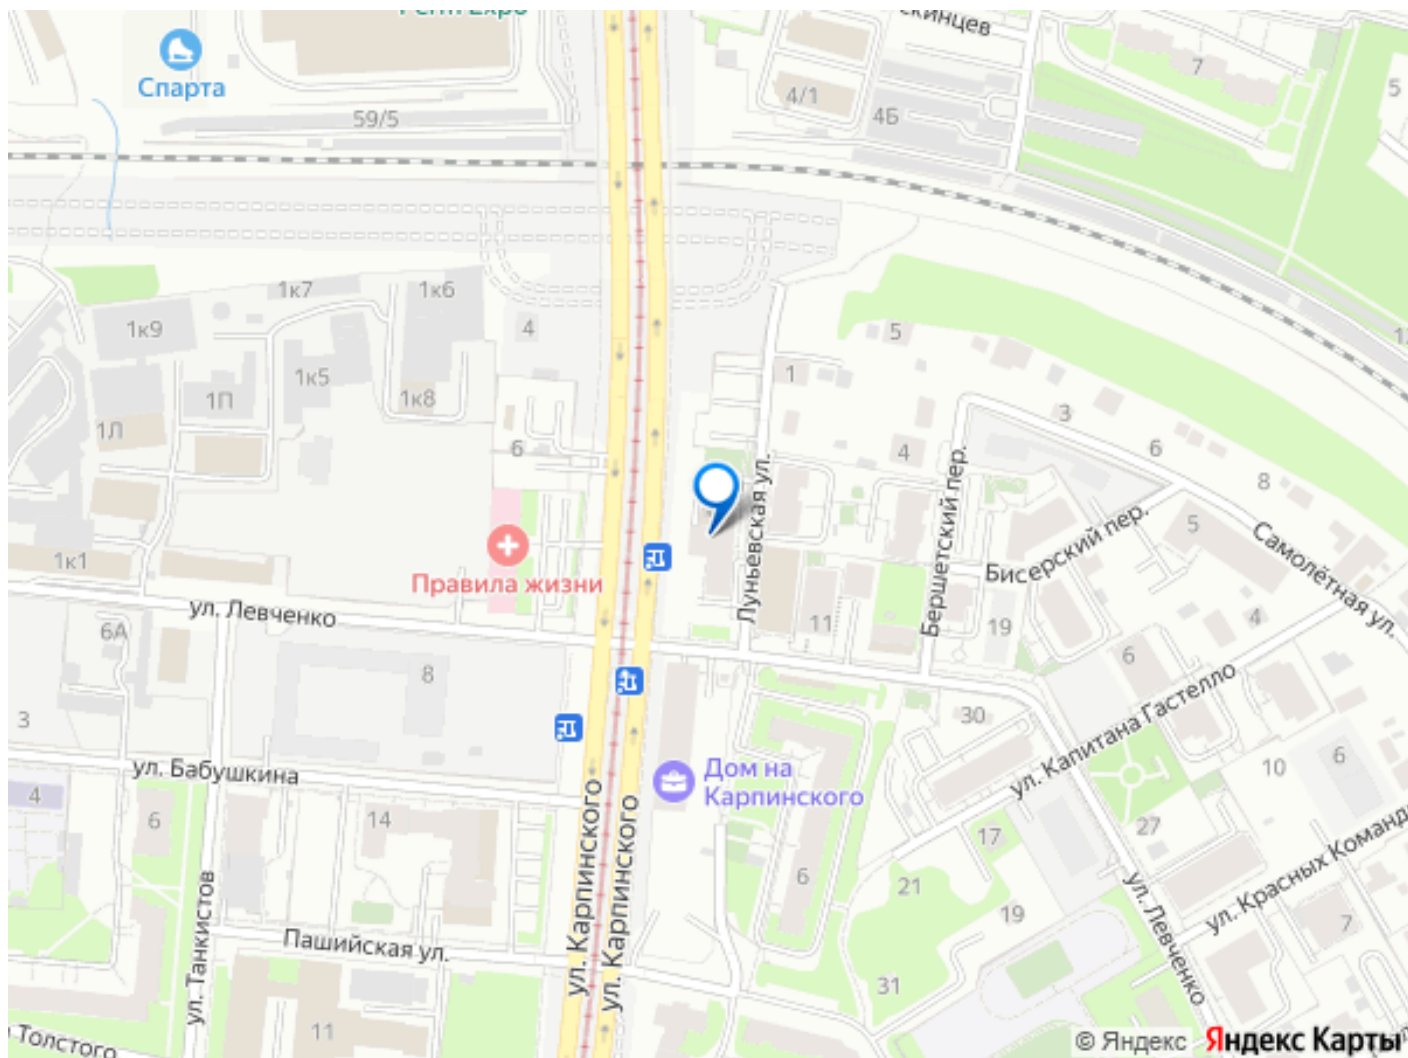 Perm Expo
Спарта
59/5
4/1
4Б
7
5
1к7
1к6
1к9
4
1к5
1П
1к8
1Л
6
5
1
3
4
6
8
Луньевская ул.
Бершетский пер.
Бисерский пер.
5
Самолётная ул.
Правила жизни
1к1
ул. Левченко
6А
11
19
4
6
8
3
30
ул. Капитана Гастелло
ул. Бабушкина
Дом на
Карпинского
10
6
4
6
14
ул. Карпинского
ул. Карпинского
17
27
6
21
19
ул. Красных Команд
7
ул. Левченко
ул. Танкистов
Пашийская ул.
31
11
Толстого
© Яндекс
Яндекс Карты